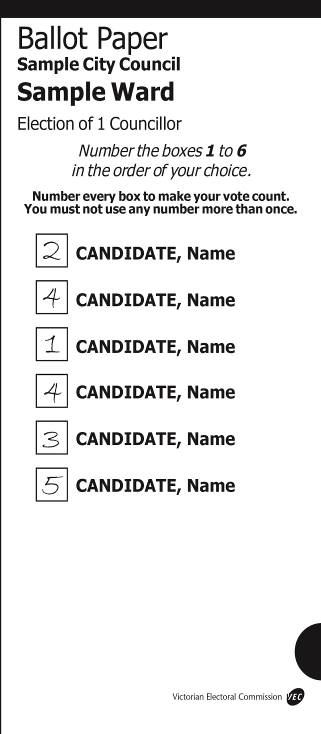 Ballot Paper
Sample City Council
Sample Ward
Election of 1 Councillor
Number the boxes 1 to 6
in the order of your choice.
Number every box to make your vote count.
You must not use any number more than once.
2 CANDIDATE, Name
4 CANDIDATE, Name
1 CANDIDATE, Name
4 CANDIDATE, Name
3 CANDIDATE, Name
5 CANDIDATE, Name
Victorian Electoral Commission VEC